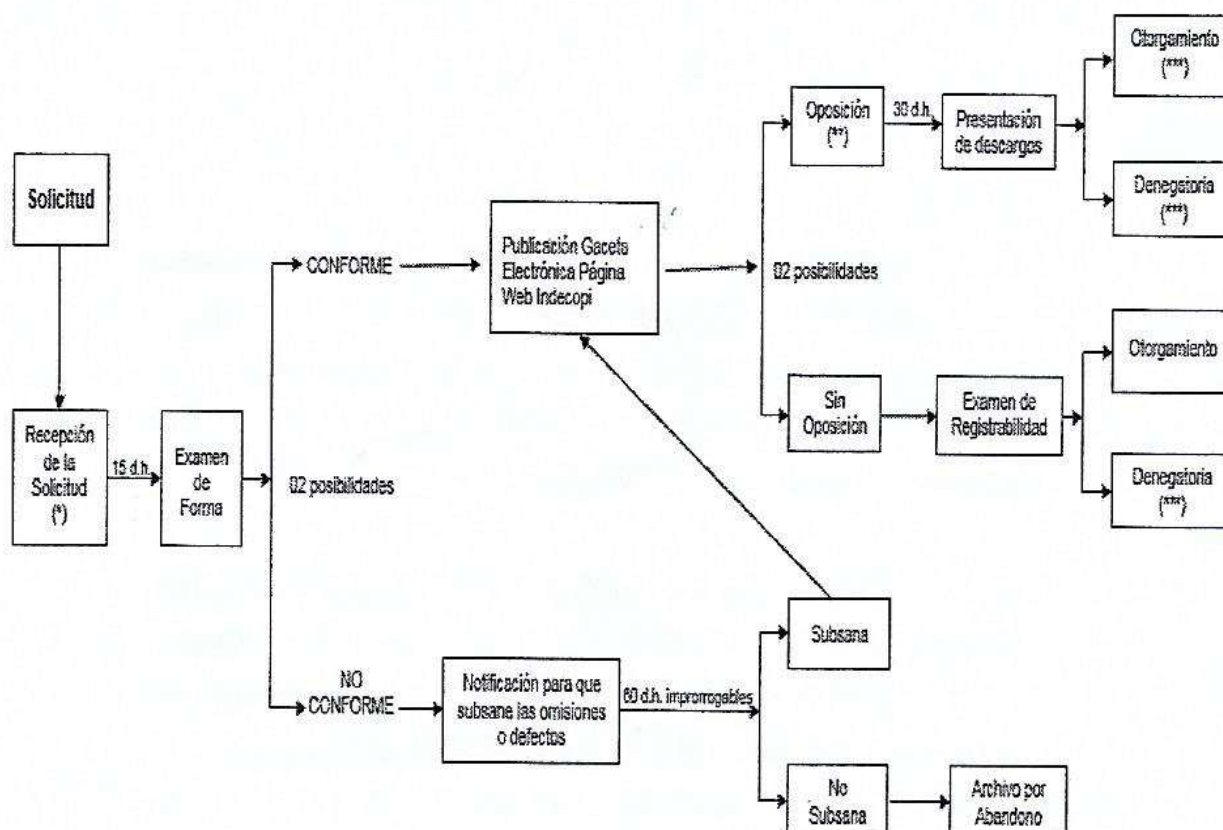 Solicitud
Recepción
de la
Solicitud
(*)
15 d.h.
Examen
de
Forma
02 posibilidades
CONFORME
Publicación Gaceta
Electrónica Página
Web Indecopi
02 posibilidades
Oposición
(**)
30 d.h.
Presentación
de descargos
Otorgamiento
(***)
Denegatoria
(***)
Sin
Oposición
Examen de
Registrabilidad
Otorgamiento
Denegatoria
(***)
NO
CONFORME
Notificación para que
subsane las omisiones
o defectos
60 d.h. improrrogables
Subsana
No
Subsana
Archivo por
Abandono